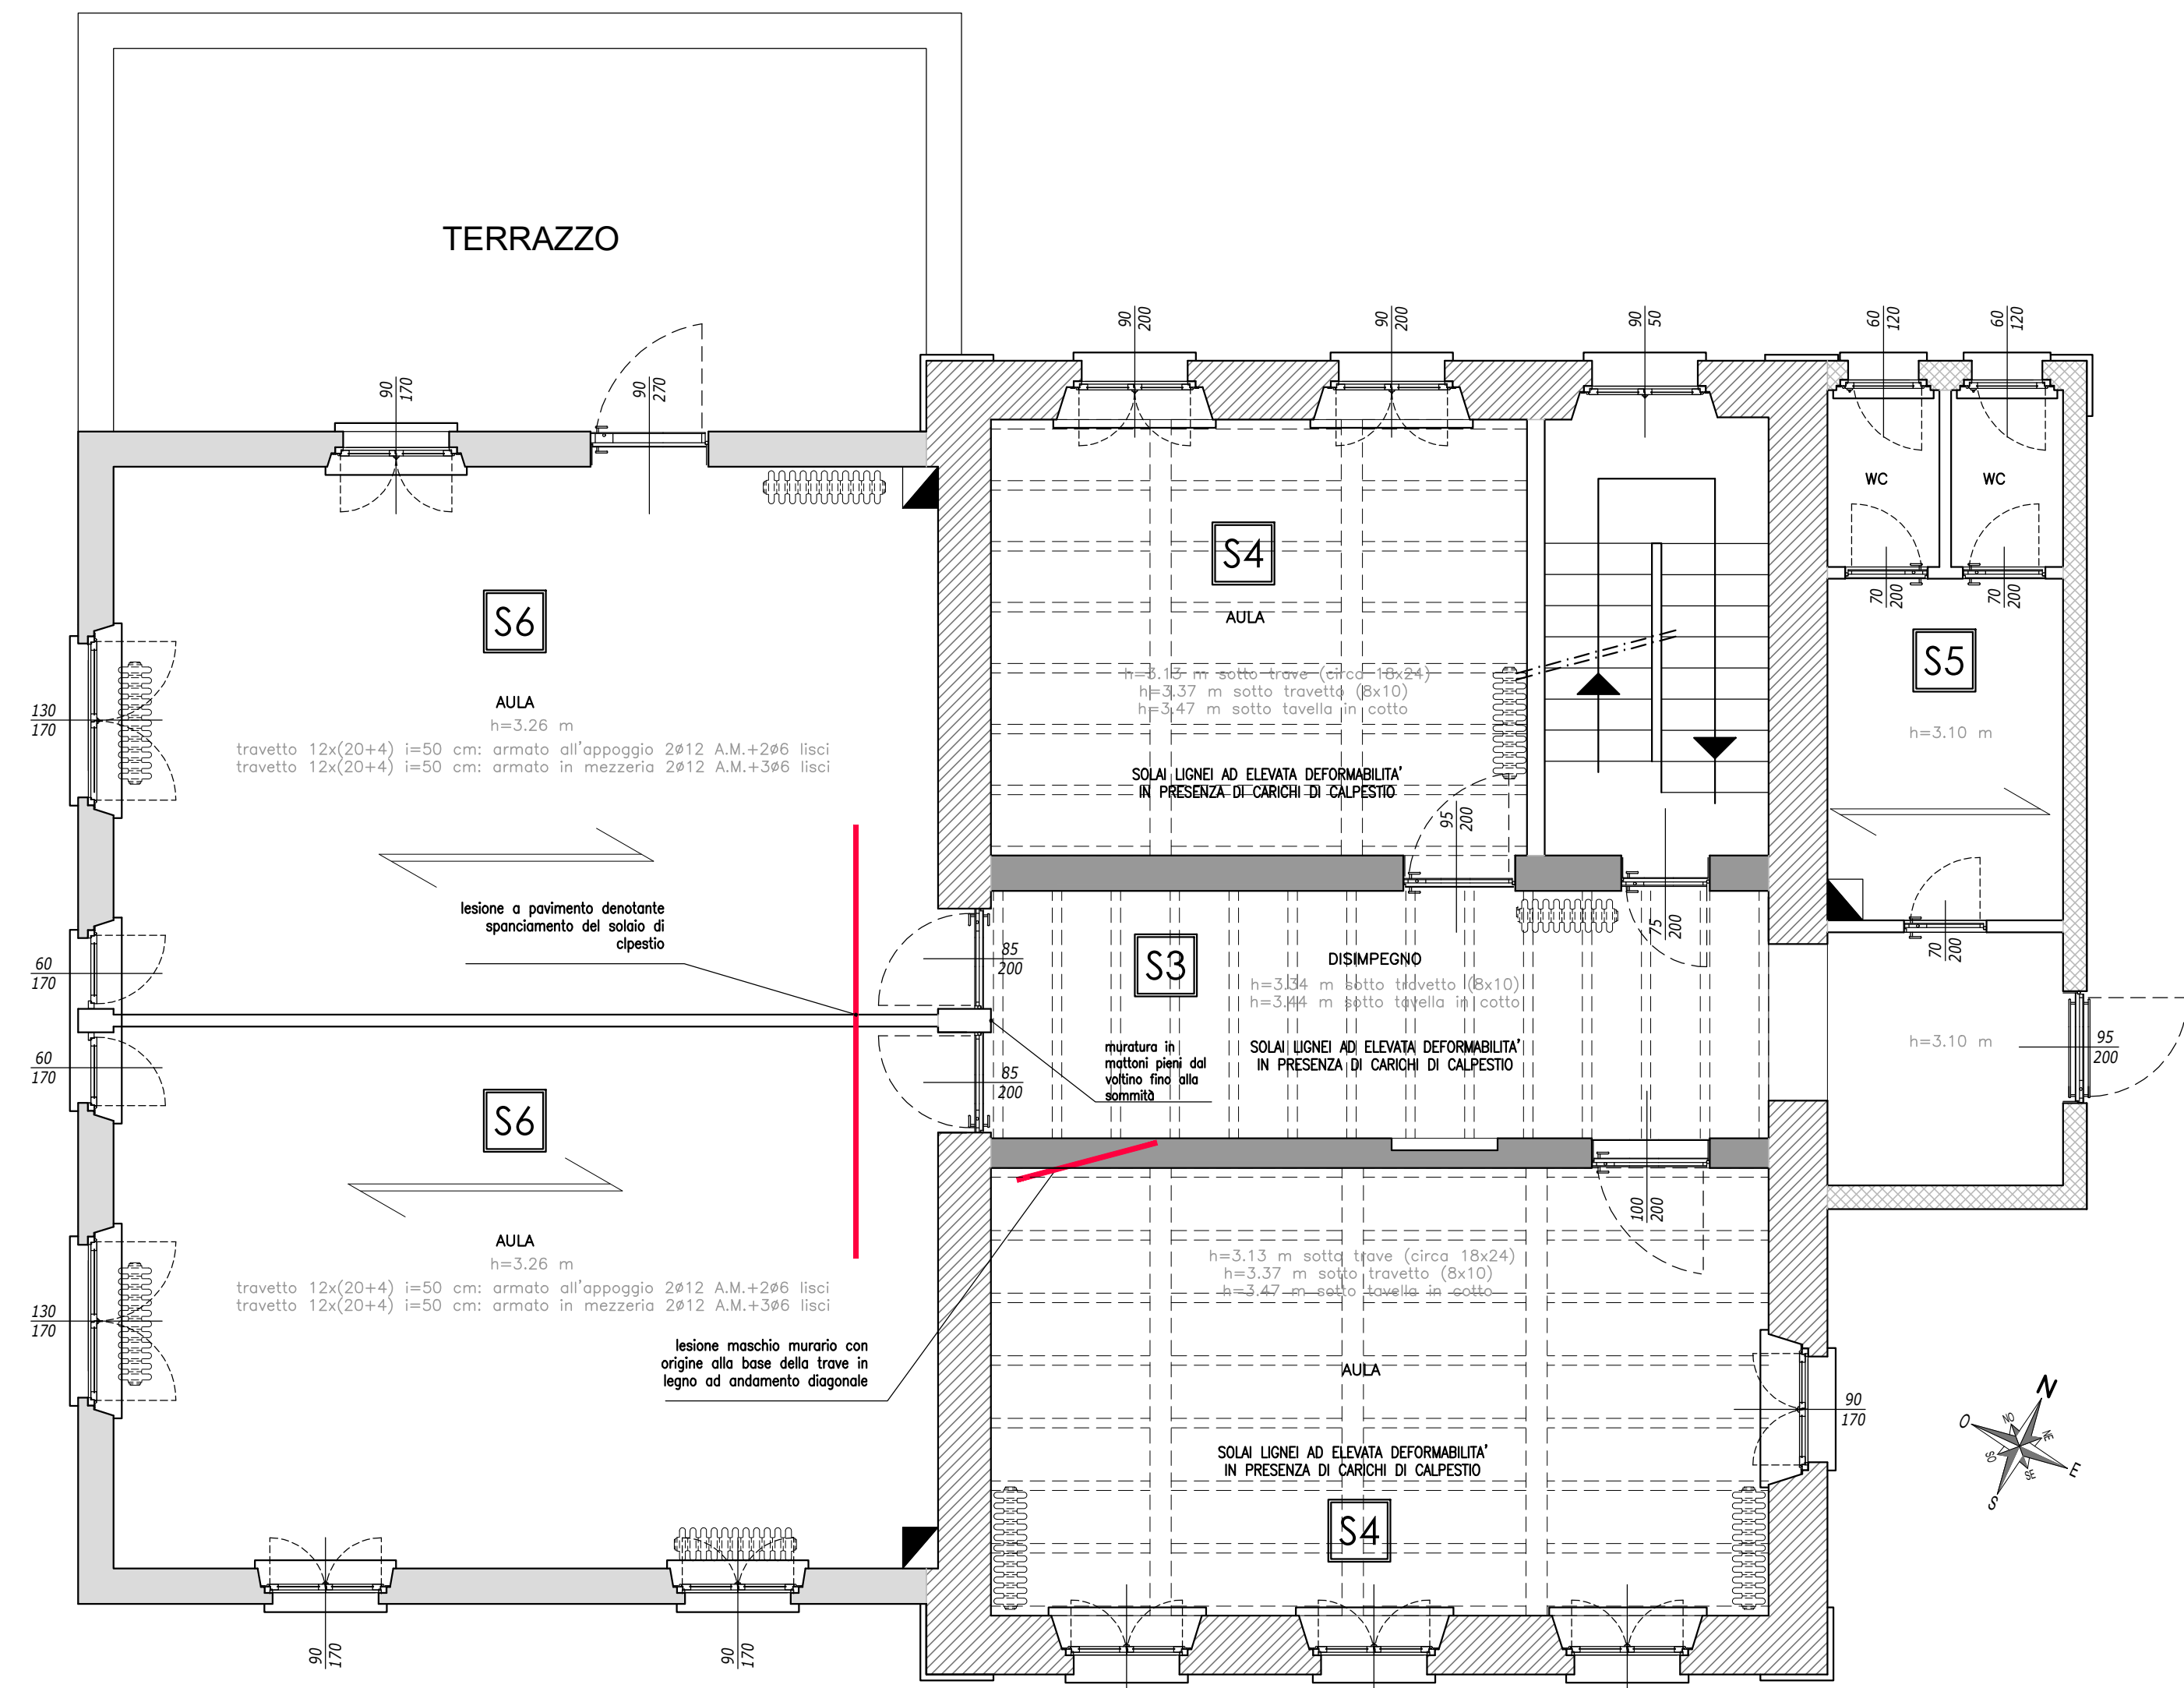 TERRAZZO
90
200
90
200
90
50
60
120
60
120
90
170
90
270
WC
WC
70
200
70
200
S6
AULA
h=3.26 m
travetto 12x(20+4) i=50 cm: armato all'appoggio 2ø12 A.M.+2ø6 lisci
travetto 12x(20+4) i=50 cm: armato in mezzeria 2ø12 A.M.+3ø6 lisci
130
170
S4
AULA
h=3.13 m sotto trave (circa 18x24)
h=3.37 m sotto travetto (8x10)
h=3.47 m sotto tavella in cotto
SOLAI LIGNEI AD ELEVATA DEFORMABILITA'
IN PRESENZA DI CARICHI DI CALPESTIO
95
200
S5
h=3.10 m
lesione a pavimento denotante
spanciamento del solaio di
clpestio
60
170
60
170
85
200
85
200
S3
DISIMPEGNO
h=3.34 m sotto travetto (8x10)
h=3.44 m sotto tavella in cotto
SOLAI LIGNEI AD ELEVATA DEFORMABILITA'
IN PRESENZA DI CARICHI DI CALPESTIO
muratura in
mattoni pieni dal
voltino fino alla
sommità
75
200
70
200
h=3.10 m
95
200
S6
AULA
h=3.26 m
travetto 12x(20+4) i=50 cm: armato all'appoggio 2ø12 A.M.+2ø6 lisci
travetto 12x(20+4) i=50 cm: armato in mezzeria 2ø12 A.M.+3ø6 lisci
130
170
lesione maschio murario con
origine alla base della trave in
legno ad andamento diagonale
100
200
h=3.13 m sotto trave (circa 18x24)
h=3.37 m sotto travetto (8x10)
h=3.47 m sotto tavella in cotto
AULA
SOLAI LIGNEI AD ELEVATA DEFORMABILITA'
IN PRESENZA DI CARICHI DI CALPESTIO
S4
90
170
N
NO
O
NE
SO
SE
E
S
90
170
90
170